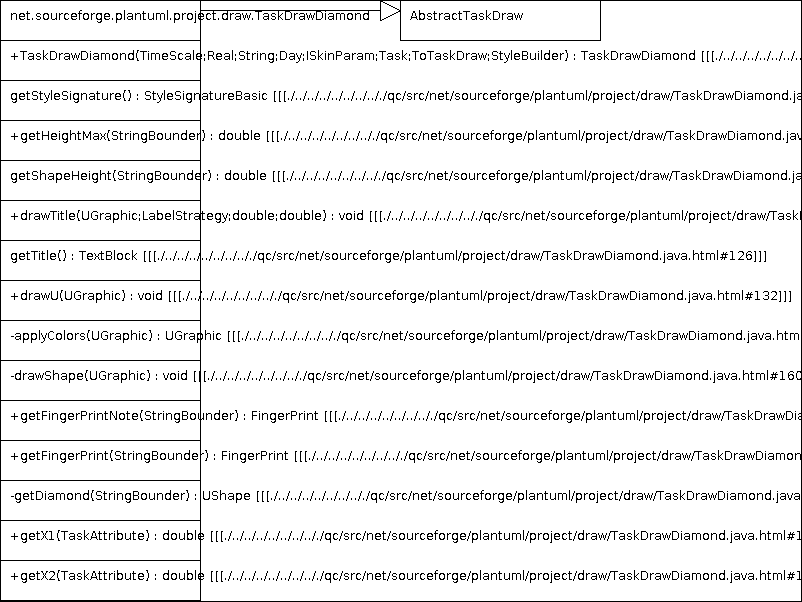 net.sourceforge.plantuml.project.draw.TaskDrawDiamond
AbstractTaskDraw
+TaskDrawDiamond(TimeScale;Real;String;Day;ISkinParam;Task;ToTaskDraw;StyleBuilder) : TaskDrawDiamond [[[./../../../../../../..
getStyleSignature() : StyleSignatureBasic [[[./../../../../../../../../qc/src/net/sourceforge/plantuml/project/draw/TaskDrawDiamond.ja
+getHeightMax(StringBounder) : double [[[./../../../../../../../../qc/src/net/sourceforge/plantuml/project/draw/TaskDrawDiamond.jav
getShapeHeight(StringBounder) : double [[[./../../../../../../../../qc/src/net/sourceforge/plantuml/project/draw/TaskDrawDiamond.ja
+drawTitle(UGraphic;LabelStrategy;double;double) : void [[[./../../../../../../../../qc/src/net/sourceforge/plantuml/project/draw/Task
getTitle() : TextBlock [[[./../../../../../../../../qc/src/net/sourceforge/plantuml/project/draw/TaskDrawDiamond.java.html#126]]]
+drawU(UGraphic) : void [[[./../../../../../../../../qc/src/net/sourceforge/plantuml/project/draw/TaskDrawDiamond.java.html#132]]]
-applyColors(UGraphic) : UGraphic [[[./../../../../../../../../qc/src/net/sourceforge/plantuml/project/draw/TaskDrawDiamond.java.htm
-drawShape(UGraphic) : void [[[./../../../../../../../../qc/src/net/sourceforge/plantuml/project/draw/TaskDrawDiamond.java.html#160
+getFingerPrintNote(StringBounder) : FingerPrint [[[./../../../../../../../../qc/src/net/sourceforge/plantuml/project/draw/TaskDrawDia
+getFingerPrint(StringBounder) : FingerPrint [[[./../../../../../../../../qc/src/net/sourceforge/plantuml/project/draw/TaskDrawDiamon
-getDiamond(StringBounder) : UShape [[[./../../../../../../../../qc/src/net/sourceforge/plantuml/project/draw/TaskDrawDiamond.java
+getX1(TaskAttribute) : double [[[./../../../../../../../../qc/src/net/sourceforge/plantuml/project/draw/TaskDrawDiamond.java.html#1
+getX2(TaskAttribute) : double [[[./../../../../../../../../qc/src/net/sourceforge/plantuml/project/draw/TaskDrawDiamond.java.html#1